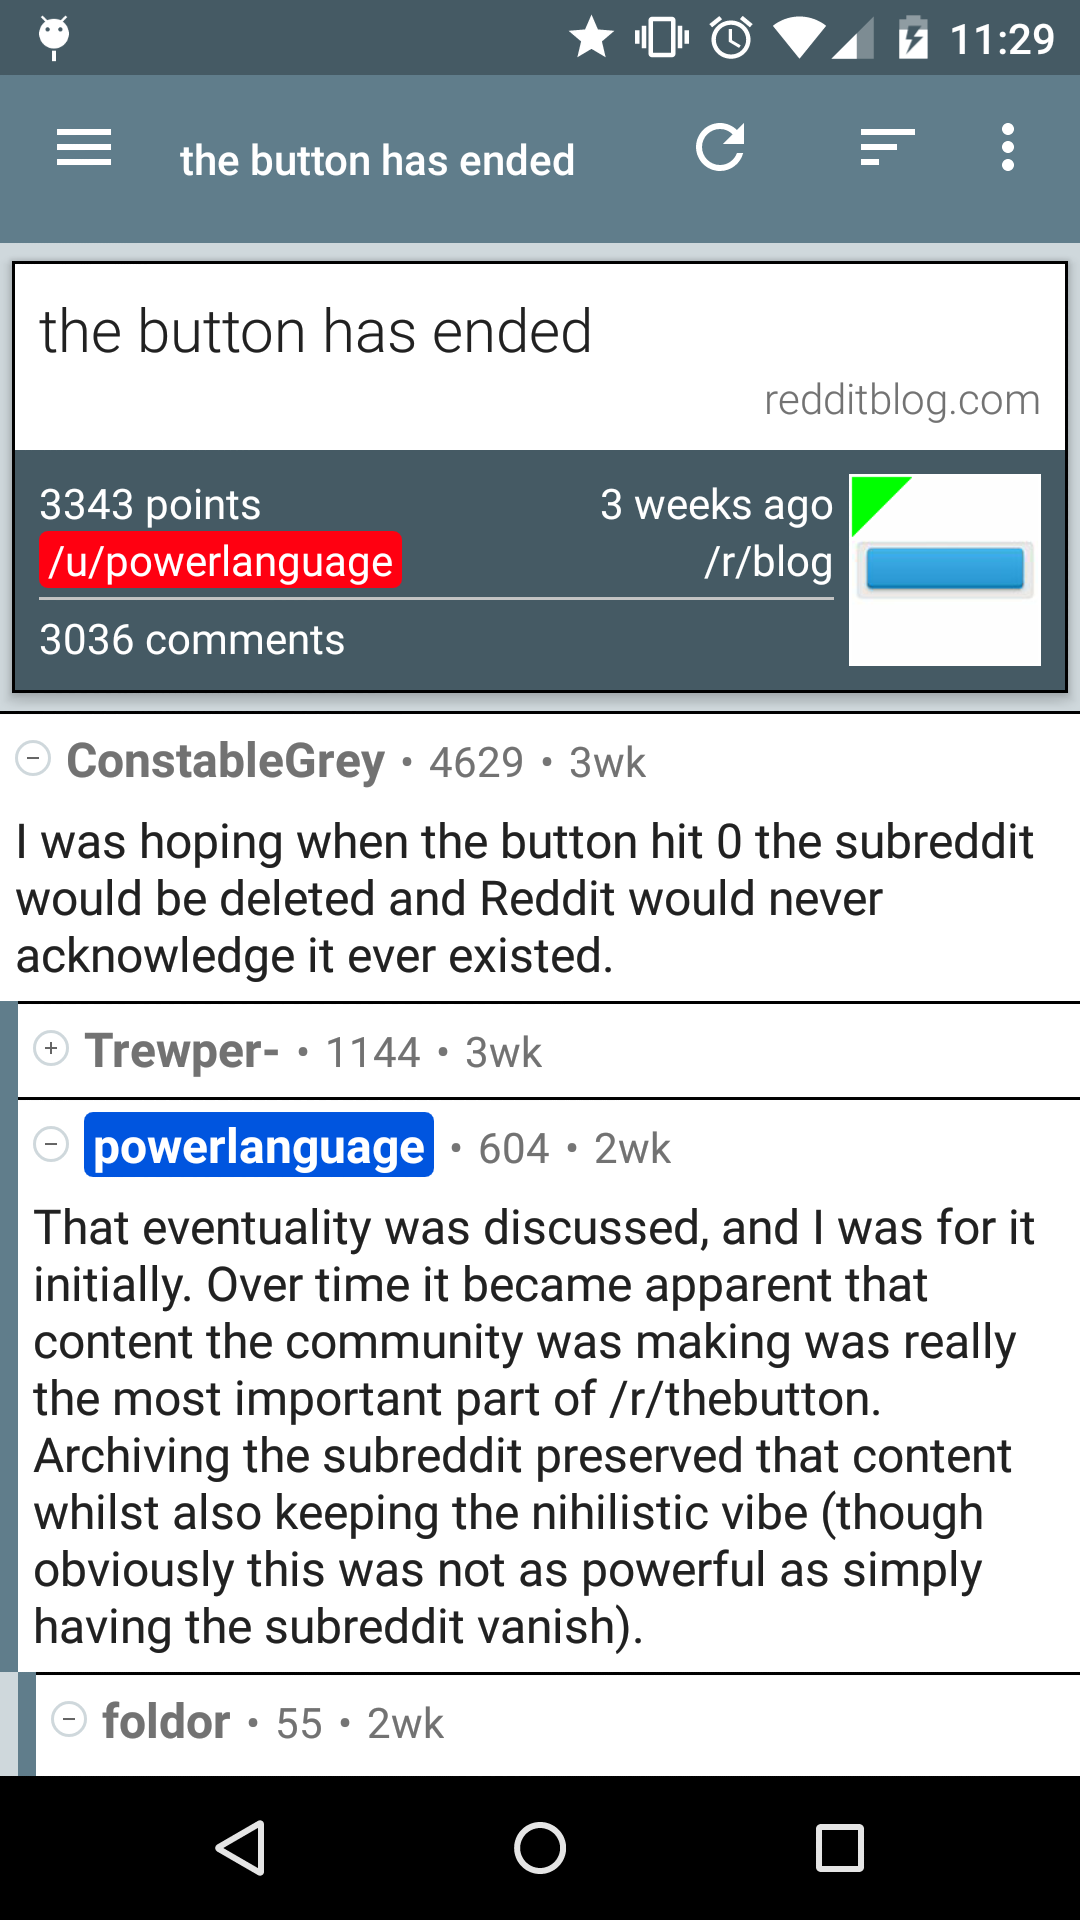 11:29
the button has ended
the button has ended
redditblog.com
3343 points
3 weeks ago
/u/powerlanguage
/r/blog
3036 comments
ConstableGrey • 4629 • 3wk
I was hoping when the button hit 0 the subreddit
would be deleted and Reddit would never
acknowledge it ever existed.
Trewper- • 1144 • 3wk
powerlanguage • 604 • 2wk
That eventuality was discussed, and I was for it
initially. Over time it became apparent that
content the community was making was really
the most important part of /r/thebutton.
Archiving the subreddit preserved that content
whilst also keeping the nihilistic vibe (though
obviously this was not as powerful as simply
having the subreddit vanish).
foldor • 55 • 2wk